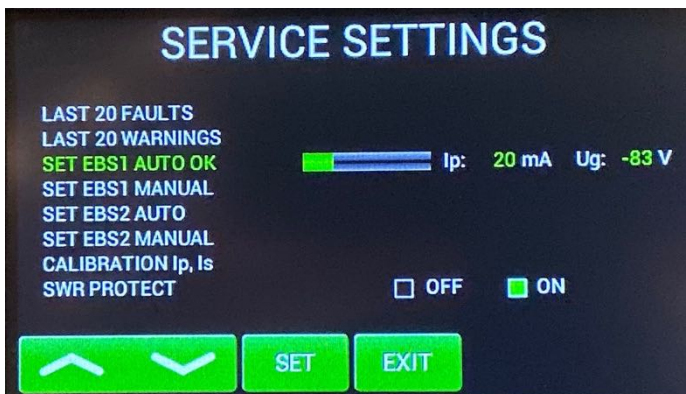 SERVICE SETTINGS
LAST 20 FAULTS
LAST 20 WARNINGS
SET EBS1 AUTO OK Ip: 20 mA Ug: -83 V
SET EBS1 MANUAL
SET EBS2 AUTO
SET EBS2 MANUAL
CALIBRATION Ip, Is
SWR PROTECT OFF ON
SET EXIT